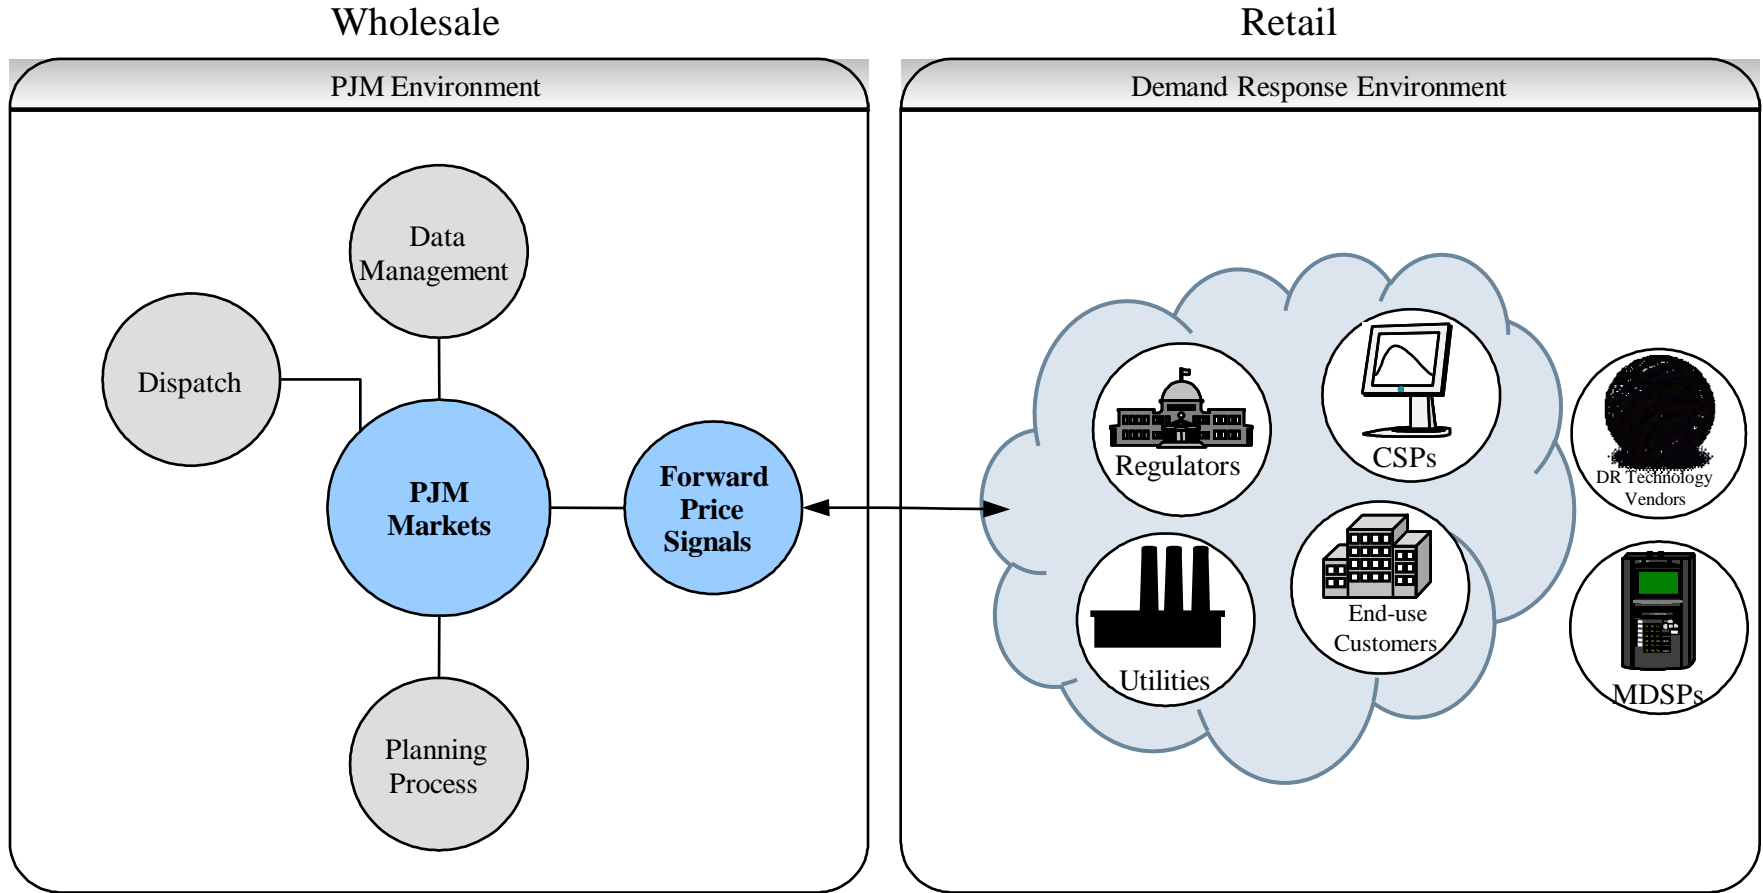 Wholesale
Retail
PJM Environment
Demand Response Environment
Data
Management
Dispatch
PJM
Markets
Forward
Price
Signals
Planning
Process
Regulators
CSPs
DR Technology
Vendors
Utilities
End-use
Customers
MDSPs